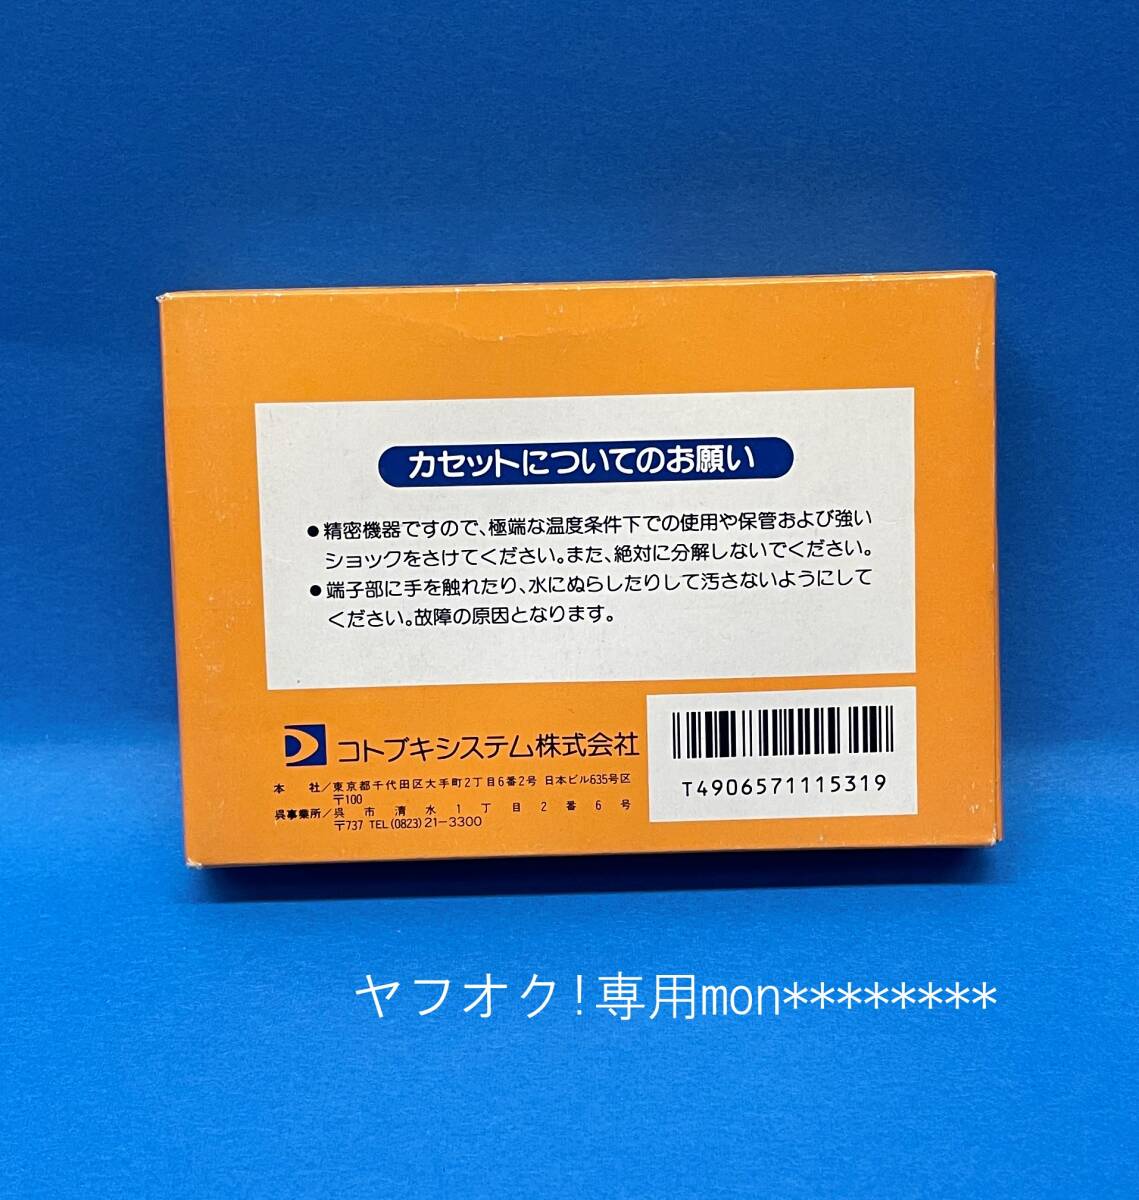 カセットについてのお願い
●精密機器ですので、極端な温度条件下での使用や保管および強い
ショックをさけてください。また、絶対に分解しないでください。
●端子部に手を触れたり、水にぬらしたりして汚さないようにして
ください。故障の原因となります。
コトブキシステム株式会社
本社/東京都千代田区大手町2丁目6番2号 日本ビル635号区
〒100
呉事業所/呉市清水1丁目2番6号
〒737 TEL(0823)21-3300
T4906571115319
ヤフオク!専用mon********